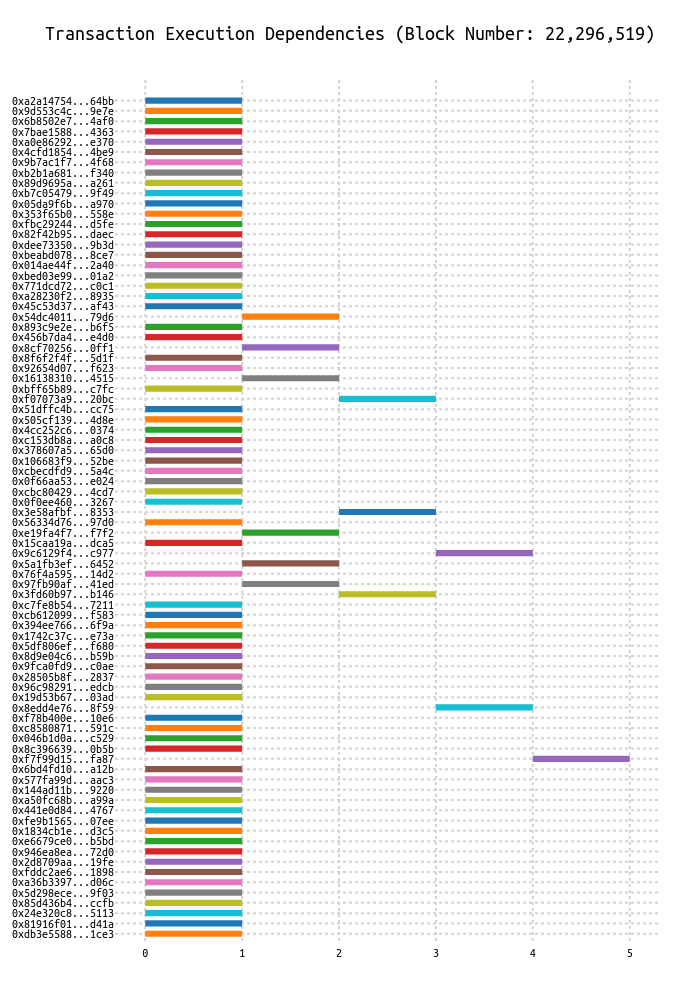 Transaction Execution Dependencies (Block Number: 22,296,519)
0xa2a14754...64bb
0x9d553c4c...9e7e
0x6b8502e7...4af0
0x7bae1588...4363
0xa0e86292...e370
0x4cfd1854...4be9
0x9b7ac1f7...4f68
0xb2b1a681...f340
0x89d9695a...a261
0xb7c05479...9f49
0x05da9f6b...a970
0x353f65b0...558e
0xfbc29244...d5fe
0x82f42b95...daec
0xdee73350...9b3d
0xbeabd078...8ce7
0x014ae44f...2a40
0xbed03e99...01a2
0x771dcd72...c0c1
0xa28230f2...8935
0x45c53d37...af43
0x54dc4011...79d6
0x893c9e2e...b6f5
0x456b7da4...e4d0
0x8cf70256...0ff1
0x8f6f2f4f...5d1f
0x92654d07...f623
0x16138310...4515
0xbff65b89...c7fc
0xf07073a9...20bc
0x51dffc4b...cc75
0x505cf139...4d8e
0x4cc252c6...0374
0xc153db8a...a0c8
0x378607a5...65d0
0x106683f9...52be
0xcbecdfd9...5a4c
0x0f66aa53...e024
0xcbc80429...4cd7
0x0f0ee460...3267
0x3e58afbf...8353
0x56334d76...97d0
0xe19fa4f7...f7f2
0x15caa19a...dca5
0x9c6129f4...c977
0x5a1fb3ef...6452
0x76f4a595...14d2
0x97fb90af...41ed
0x3fd60b97...b146
0xc7fe8b54...7211
0xcb612099...f583
0x394ee766...6f9a
0x1742c37c...e73a
0x5df806ef...f680
0x8d9e04c6...b59b
0x9fca0fd9...c0ae
0x28505b8f...2837
0x96c98291...edcb
0x19d53b67...03ad
0x8edd4e76...8f59
0xf78b400e...10e6
0xc8580871...591c
0x046b1d0a...c529
0x8c396639...0b5b
0xf7f99d15...fa87
0x6bd4fd10...a12b
0x577fa99d...aac3
0x144ad11b...9220
0xa50fc68b...a99a
0x441e0d84...4767
0xfe9b1565...07ee
0x1834cb1e...d3c5
0xe6679ce0...b5bd
0x946ea8ea...72d0
0x2d8709aa...19fe
0xfddc2ae6...1898
0xa36b3397...d06c
0x5d298ece...9f03
0x85d436b4...ccfb
0x24e320c8...5113
0x81916f01...d41a
0xdb3e5588...1ce3
0 1 2 3 4 5